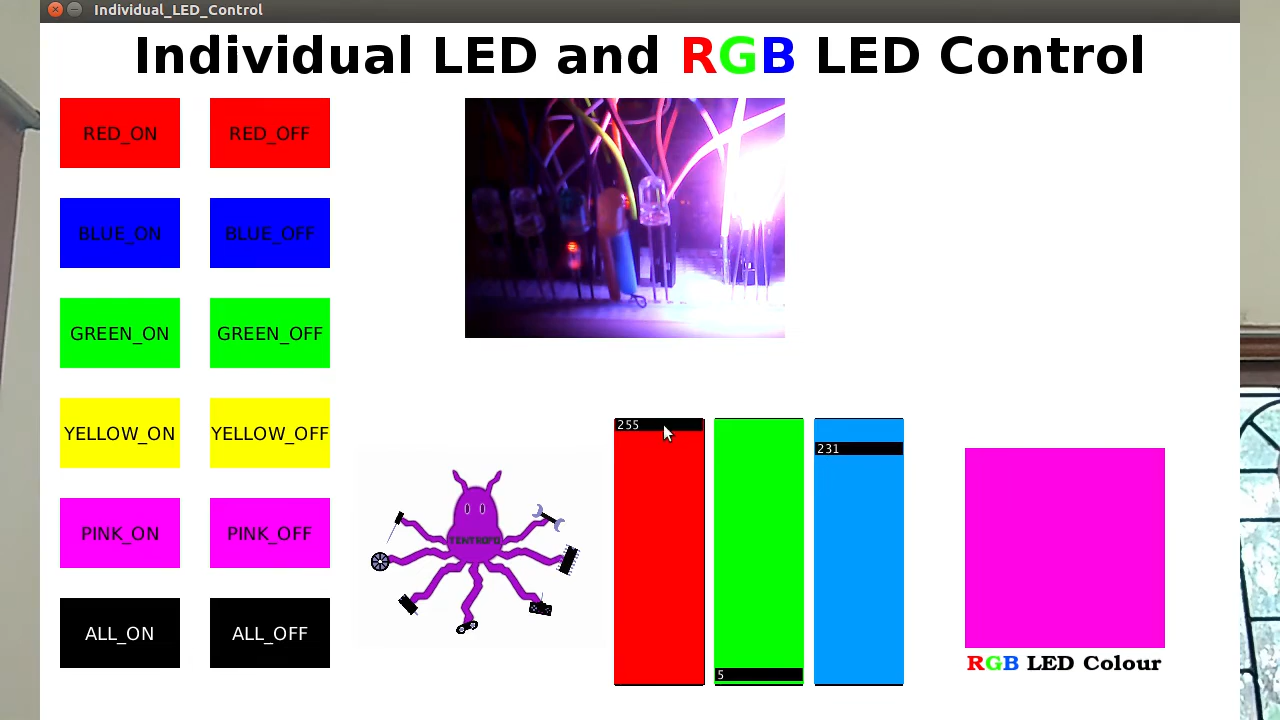 Individual_LED_Control
Individual LED and RGB LED Control
RED_ON RED_OFF
BLUE_ON BLUE_OFF
GREEN_ON GREEN_OFF
YELLOW_ON YELLOW_OFF
PINK_ON PINK_OFF
ALL_ON ALL_OFF
TENTROFO
255
5
231
RGB LED Colour